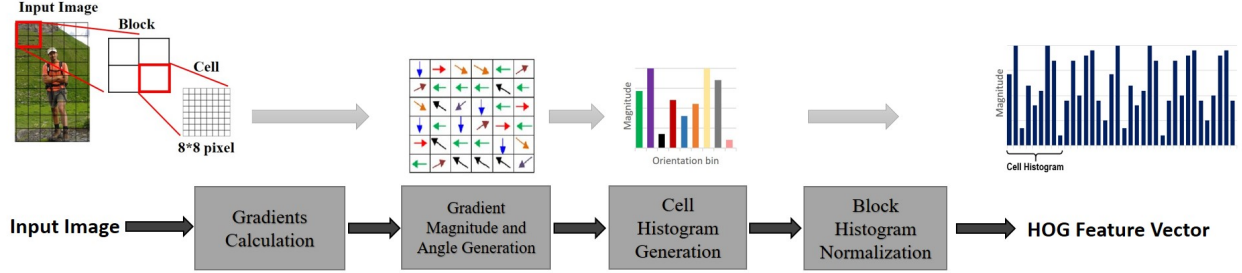 Input Image
Block
Cell
8*8 pixel
Magnitude
Orientation bin
Magnitude
Cell Histogram
Input Image
Gradients
Calculation
Gradient
Magnitude and
Angle Generation
Cell
Histogram
Generation
Block
Histogram
Normalization
HOG Feature Vector